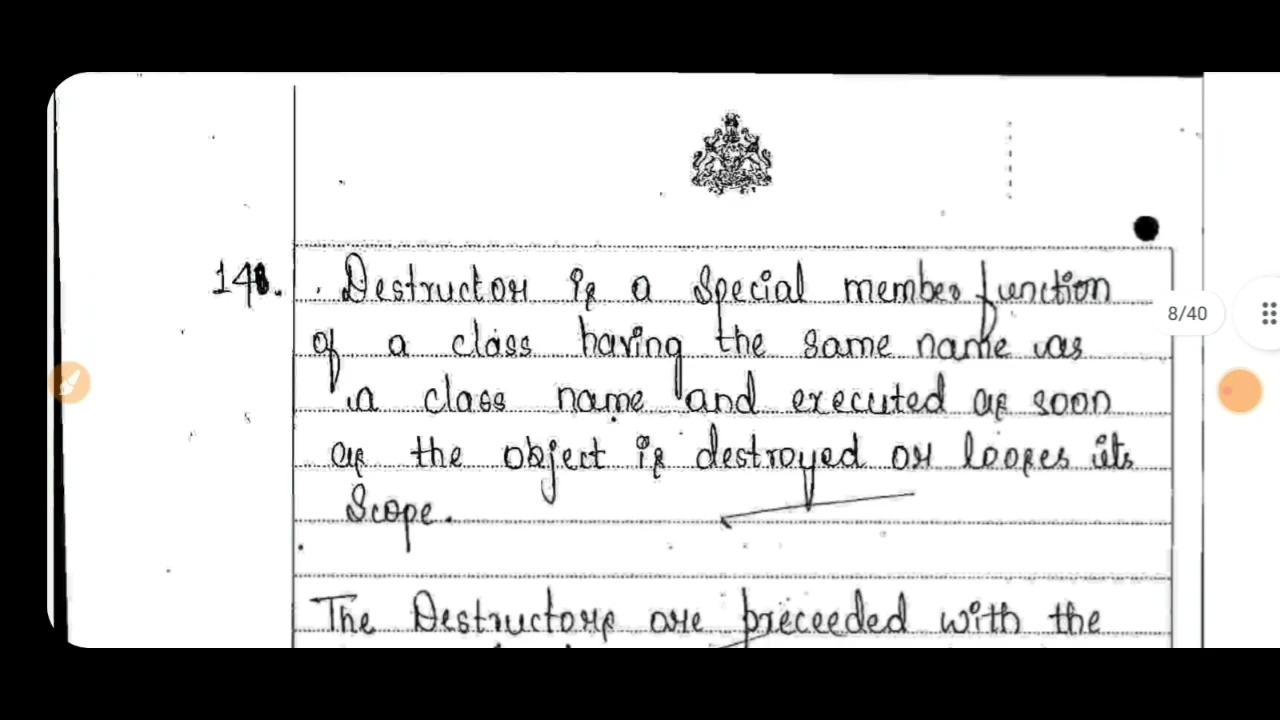 14.
. Destructor is a Special member function
of a class having the same name as
a class name and executed as soon
as the object is destroyed or looses its
Scope.
The Destructors are preceeded with the
8/40